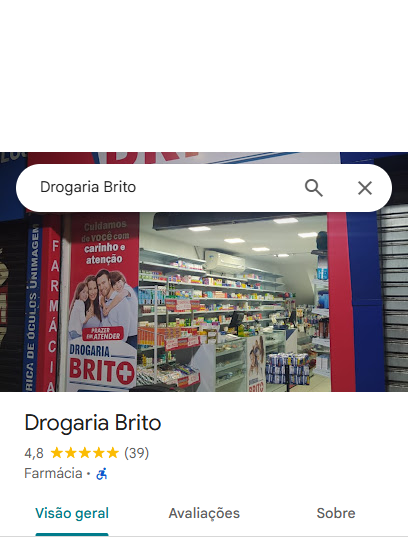 BRI
Drogaria Brito
Cuidamos
de você com
carinho e
atenção
FARMÁCIA
RICA DE ÓCULOS UNIMAGEM
PRAZER
EM ATENDER
DROGARIA
BRITO
Drogaria Brito
4,8 (39)
Farmácia ·
Visão geral
Avaliações
Sobre